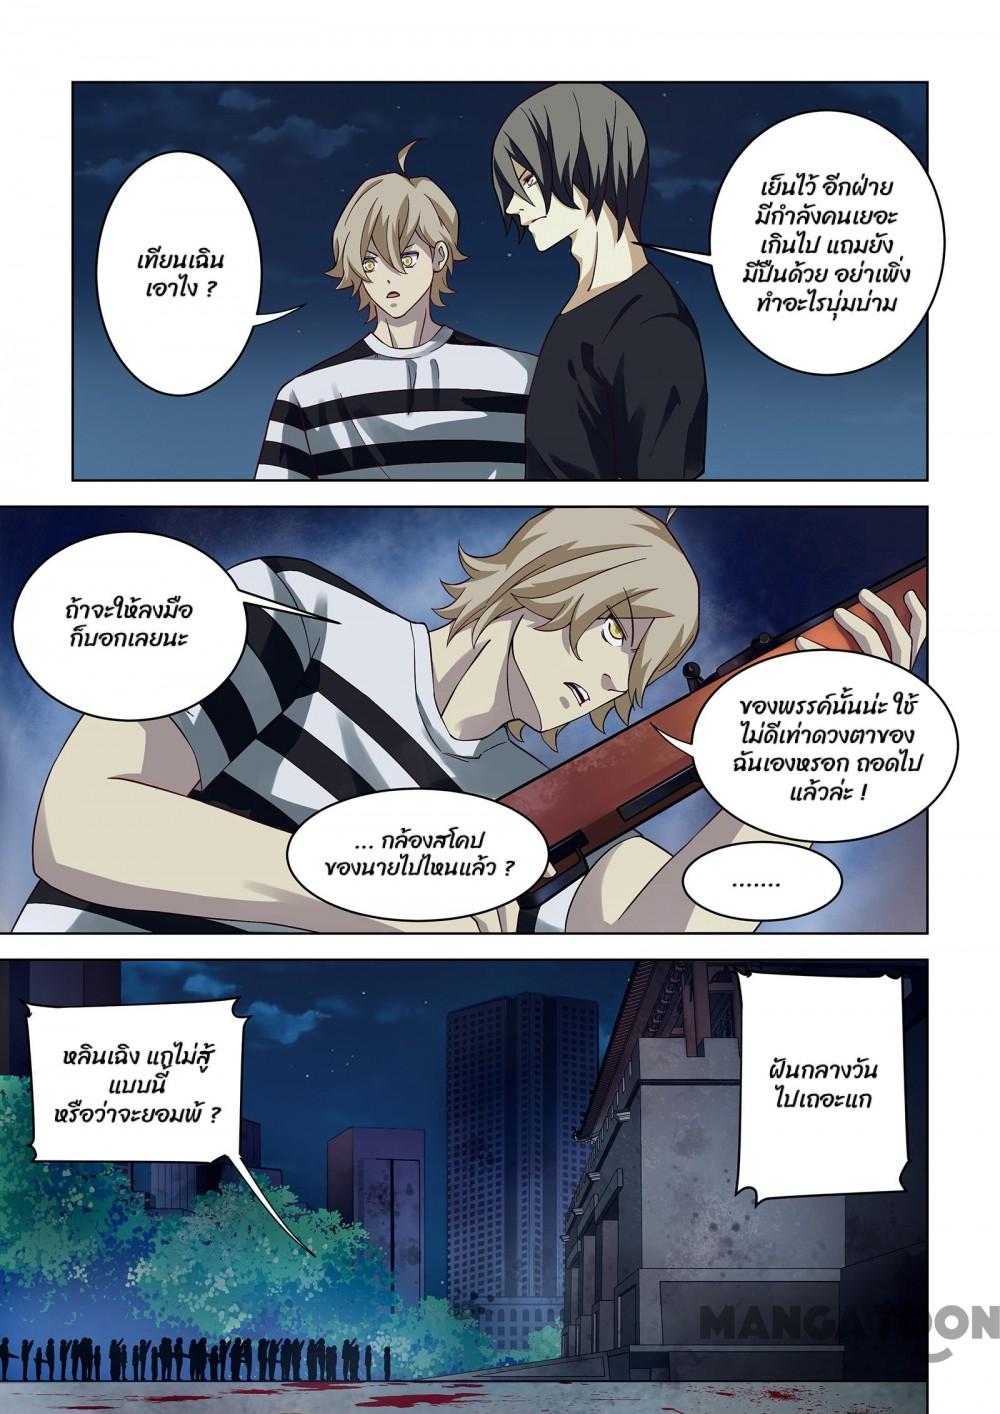 เทียนเฉิน
เอาไง ?
เย็นไว้ อีกฝ่าย
มีกำลังคนเยอะ
เกินไป แถมยัง
มีปืนด้วย อย่าเพิ่ง
ทำอะไรบุ่มบ่าม
ถ้าจะให้ลงมือ
ก็บอกเลยนะ
... กล้องสโคป
ของนายไปไหนแล้ว ?
ของพรรค์นั้นน่ะ ใช้
ไม่ดีเท่าดวงตาของ
ฉันเองหรอก ถอดไป
แล้วล่ะ !
.......
หลินเฉิง แกไม่สู้
แบบนี้
หรือว่าจะยอมพ้ ?
ฝันกลางวัน
ไปเถอะแก
MANGATOON